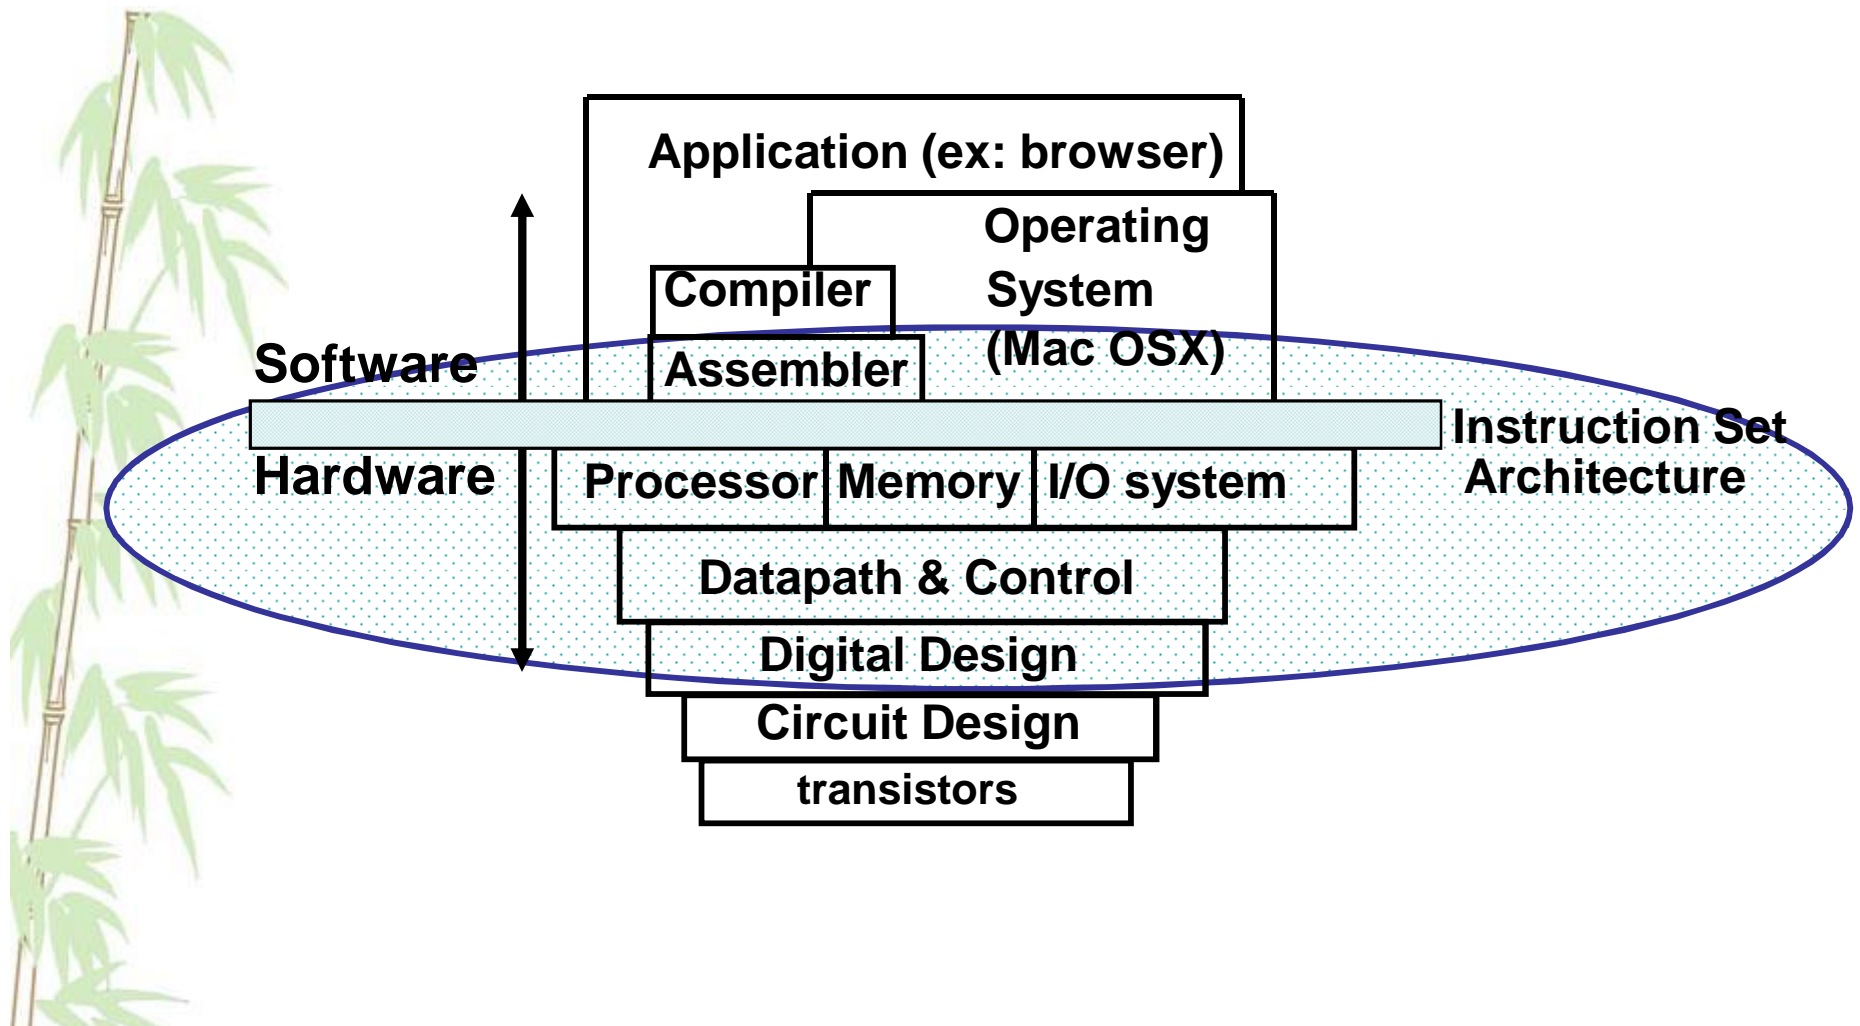 Application (ex: browser)
Operating
System
(Mac OSX)
Compiler
Assembler
Software
Instruction Set
Architecture
Hardware
Processor
Memory
I/O system
Datapath & Control
Digital Design
Circuit Design
transistors